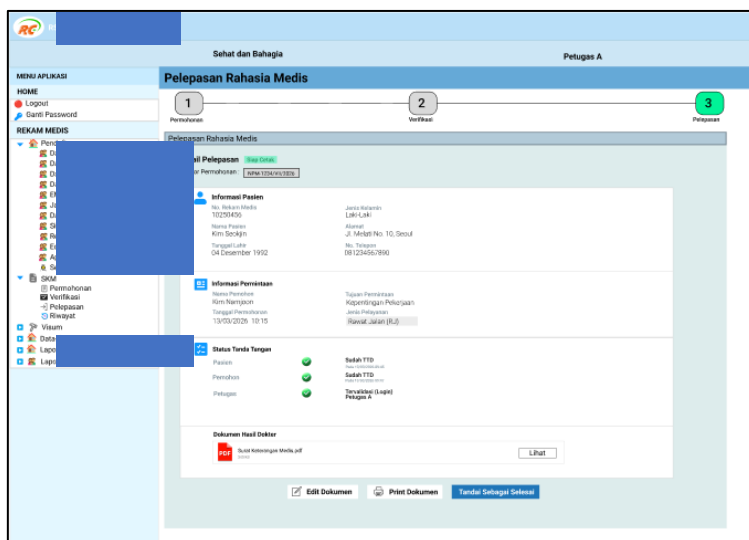 RC
Sehat dan Bahagia
Petugas A
MENU APLIKASI
HOME
Logout
Ganti Password
REKAM MEDIS
SKM
Permohonan
Verifikasi
Pelepasan
Riwayat
Visum
Pelepasan Rahasia Medis
1
2
3
Permohonan
Verifikasi
Pelepasan
Pelepasan Rahasia Medis
Pelepasan
Siap Cetak
Permohonan :
Informasi Pasien
No. Rekam Medis
Jenis Kelamin
10250456
Laki-Laki
Nama Pasien
Alamat
Kim Seokjin
Jl. Melati No. 10, Seoul
Tanggal Lahir
No. Telepon
04 Desember 1992
081234567890
Informasi Permintaan
Nama Pemohon
Tujuan Permintaan
Kim Namjoon
Kepentingan Pekerjaan
Tanggal Permohonan
Jenis Pelayanan
13/03/2026 10:15
Rawat Jalan (RJ)
Status Tanda Tangan
Pasien
Sudah TTD
Pemohon
Sudah TTD
Petugas
Tervalidasi (Login)
Petugas A
Dokumen Hasil Dokter
PDF
Surat Keterangan Medis.pdf
Lihat
Edit Dokumen
Print Dokumen
Tandai Sebagai Selesai